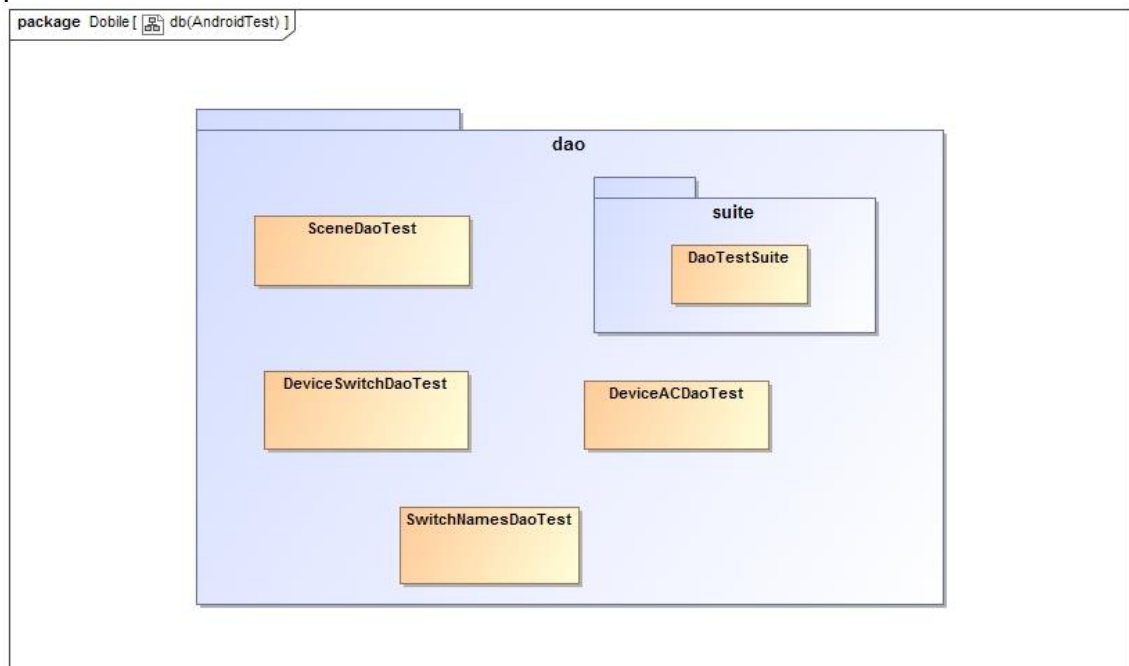 package Dobile [ db(AndroidTest) ]
dao
suite
SceneDaoTest
DaoTestSuite
DeviceSwitchDaoTest
DeviceACDaoTest
SwitchNamesDaoTest